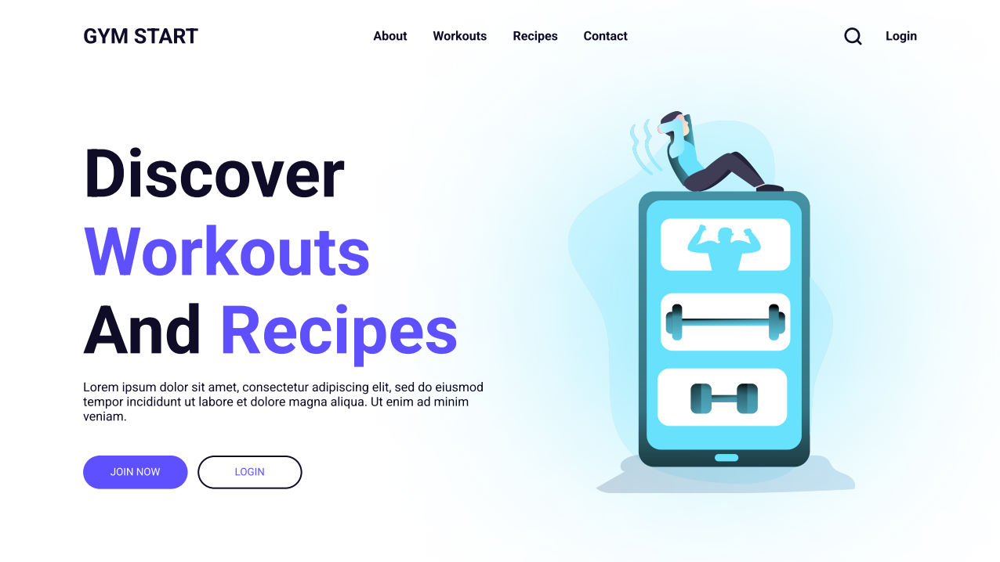 GYM START
About Workouts Recipes Contact
Login
Discover
Workouts
And Recipes
Lorem ipsum dolor sit amet, consectetur adipiscing elit, sed do eiusmod
tempor incididunt ut labore et dolore magna aliqua. Ut enim ad minim
veniam.
JOIN NOW
LOGIN